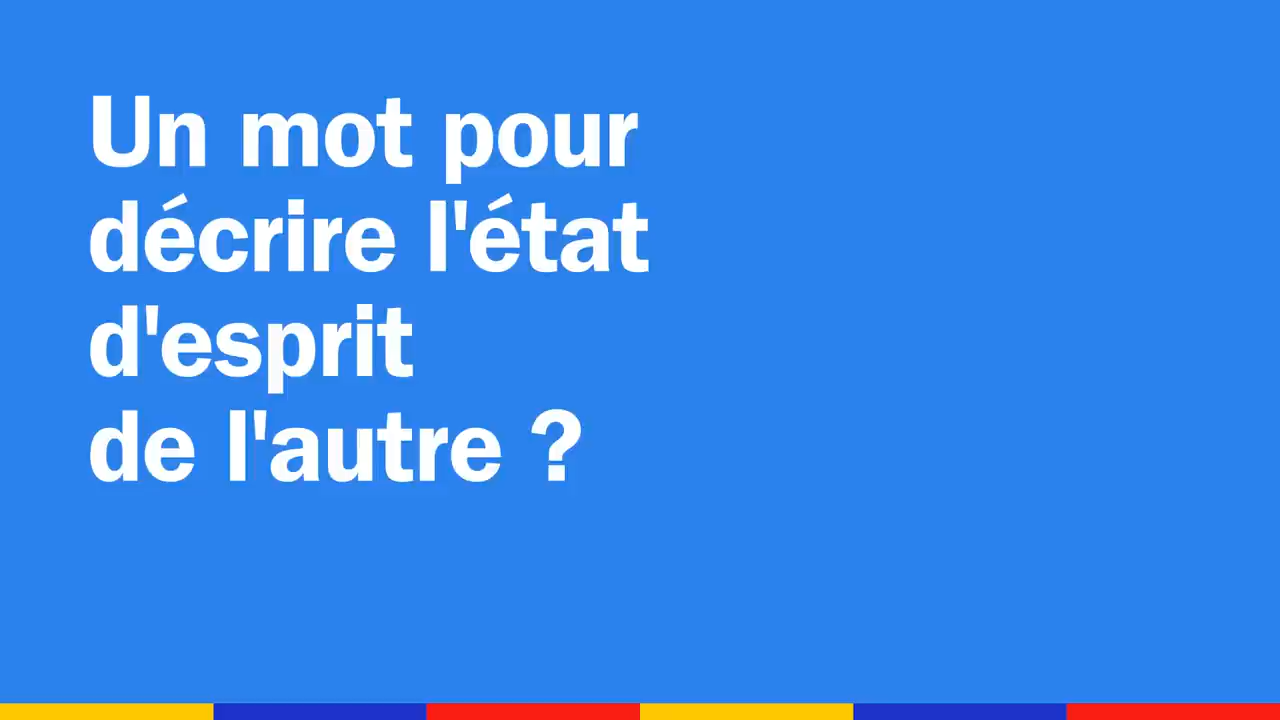 Un mot pour
décrire l'état
d'esprit
de l'autre ?